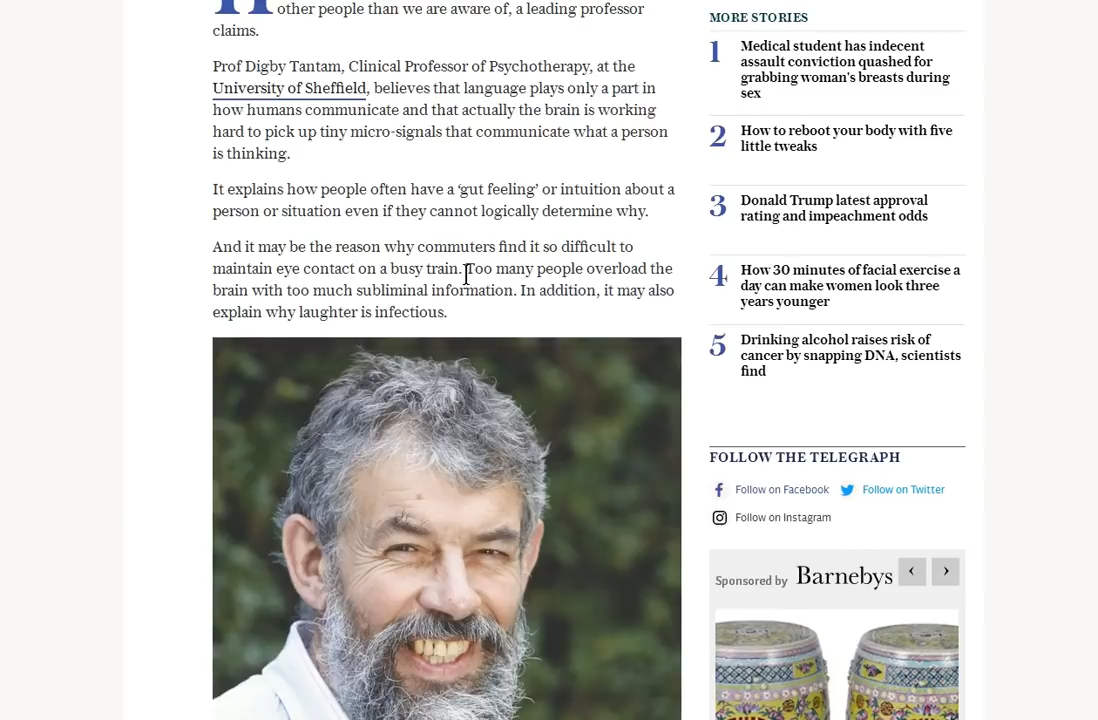 other people than we are aware of, a leading professor
claims.
Prof Digby Tantam, Clinical Professor of Psychotherapy, at the
University of Sheffield, believes that language plays only a part in
how humans communicate and that actually the brain is working
hard to pick up tiny micro-signals that communicate what a person
is thinking.
It explains how people often have a ‘gut feeling’ or intuition about a
person or situation even if they cannot logically determine why.
And it may be the reason why commuters find it so difficult to
maintain eye contact on a busy train. Too many people overload the
brain with too much subliminal information. In addition, it may also
explain why laughter is infectious.
MORE STORIES
1
Medical student has indecent
assault conviction quashed for
grabbing woman's breasts during
sex
2
How to reboot your body with five
little tweaks
3
Donald Trump latest approval
rating and impeachment odds
4
How 30 minutes of facial exercise a
day can make women look three
years younger
5
Drinking alcohol raises risk of
cancer by snapping DNA, scientists
find
FOLLOW THE TELEGRAPH
Follow on Facebook
Follow on Twitter
Follow on Instagram
Sponsored by Barnebys